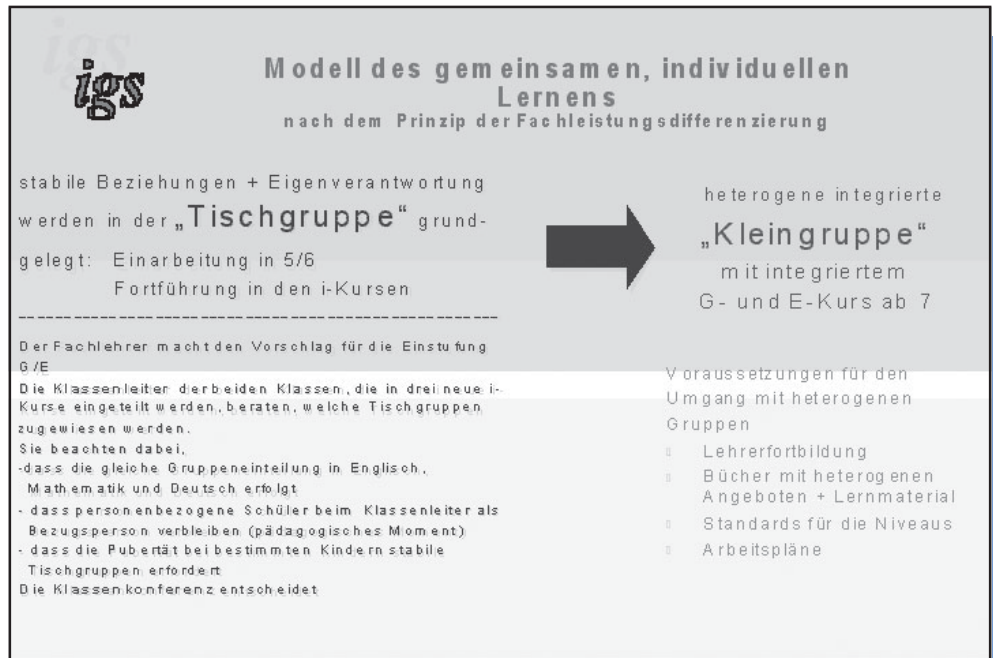 igs
Modell des gemeinsamen, individuellen
Lernens
nach dem Prinzip der Fachleistungsdifferenzierung
stabile Beziehungen + Eigenverantwortung
werden in der „Tischgruppe“ grund-
gelegt: Einarbeitung in 5/6
Fortführung in den i-Kursen
----------------------------------------------------
Der Fachlehrer macht den Vorschlag für die Einstufung
G/E
Die Klassenleiter der beiden Klassen, die in drei neue i-
Kurse eingeteilt werden, beraten, welche Tischgruppen
zugewiesen werden.
Sie beachten dabei,
-dass die gleiche Gruppeneinteilung in Englisch,
Mathematik und Deutsch erfolgt
- dass personenbezogene Schüler beim Klassenleiter als
Bezugsperson verbleiben (pädagogisches Moment)
- dass die Pubertät bei bestimmten Kindern stabile
Tischgruppen erfordert
Die Klassenkonferenz entscheidet
heterogene integrierte
„Kleingruppe“
mit integriertem
G- und E-Kurs ab 7
Voraussetzungen für den
Umgang mit heterogenen
Gruppen
Lehrerfortbildung
Bücher mit heterogenen
Angeboten + Lernmaterial
Standards für die Niveaus
Arbeitspläne